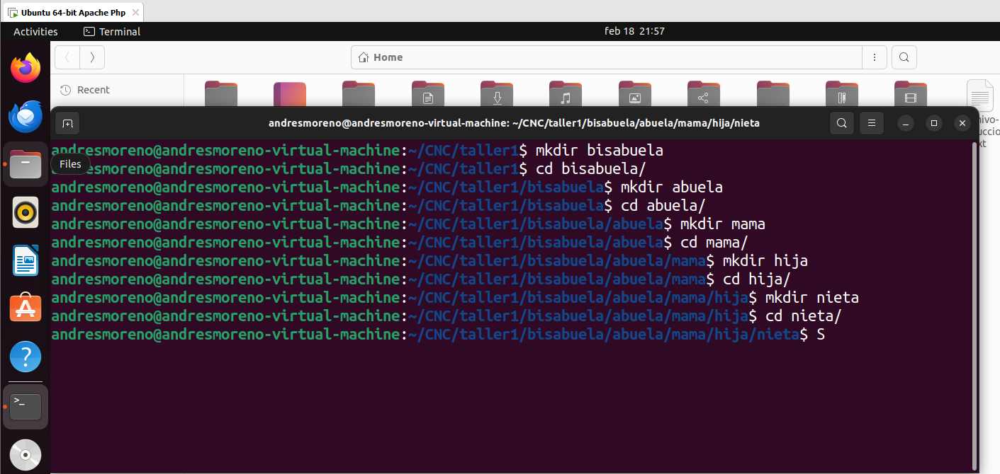 Ubuntu 64-bit Apache Php
Activities
Terminal
feb 18 21:57
Home
Recent
andresmoreno@andresmoreno-virtual-machine: ~/CNC/taller1/bisabuela/abuela/mama/hija/nieta
andresmoreno@andresmoreno-virtual-machine:~/CNC/taller1$ mkdir bisabuela
Files
andresmoreno@andresmoreno-virtual-machine:~/CNC/taller1$ cd bisabuela/
andresmoreno@andresmoreno-virtual-machine:~/CNC/taller1/bisabuela$ mkdir abuela
andresmoreno@andresmoreno-virtual-machine:~/CNC/taller1/bisabuela$ cd abuela/
andresmoreno@andresmoreno-virtual-machine:~/CNC/taller1/bisabuela/abuela$ mkdir mama
andresmoreno@andresmoreno-virtual-machine:~/CNC/taller1/bisabuela/abuela$ cd mama/
andresmoreno@andresmoreno-virtual-machine:~/CNC/taller1/bisabuela/abuela/mama$ mkdir hija
andresmoreno@andresmoreno-virtual-machine:~/CNC/taller1/bisabuela/abuela/mama$ cd hija/
andresmoreno@andresmoreno-virtual-machine:~/CNC/taller1/bisabuela/abuela/mama/hija$ mkdir nieta
andresmoreno@andresmoreno-virtual-machine:~/CNC/taller1/bisabuela/abuela/mama/hija$ cd nieta/
andresmoreno@andresmoreno-virtual-machine:~/CNC/taller1/bisabuela/abuela/mama/hija/nieta$ S